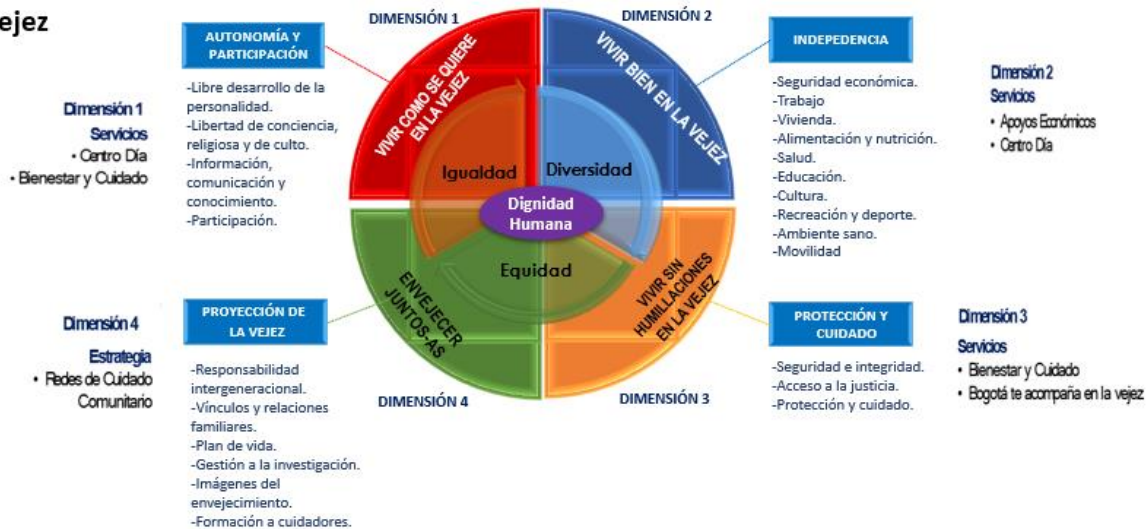 ejez
DIMENSIÓN 1
AUTONOMÍA Y
PARTICIPACIÓN
-Libre desarrollo de la
personalidad.
-Libertad de conciencia,
religiosa y de culto.
-Información,
comunicación y
conocimiento.
-Participación.
Dimensión 1
Servicios
• Centro Día
• Bienestar y Cuidado
VIVIR COMO SE QUIERE
EN LA VEJEZ
Igualdad
DIMENSIÓN 2
VIVIR BIEN EN LA VEJEZ
Diversidad
INDEPEDENCIA
-Seguridad económica.
-Trabajo
-Vivienda.
-Alimentación y nutrición.
-Salud.
-Educación.
-Cultura.
-Recreación y deporte.
-Ambiente sano.
-Movilidad
Dimensión 2
Servicios
• Apoyos Económicos
• Centro Día
Dignidad
Humana
Equidad
ENVEJECER
JUNTOS-AS
VIVIR SIN
HUMILLACIONES
EN LA VEJEZ
PROYECCIÓN DE
LA VEJEZ
-Responsabilidad
intergeneracional.
-Vínculos y relaciones
familiares.
-Plan de vida.
-Gestión a la investigación.
-Imágenes del
envejecimiento.
-Formación a cuidadores.
Dimensión 4
Estrategia
• Redes de Cuidado
Comunitario
DIMENSIÓN 4
DIMENSIÓN 3
PROTECCIÓN Y
CUIDADO
-Seguridad e integridad.
-Acceso a la justicia.
-Protección y cuidado.
Dimensión 3
Servicios
• Bienestar y Cuidado
• Bogotá te acompaña en la vejez